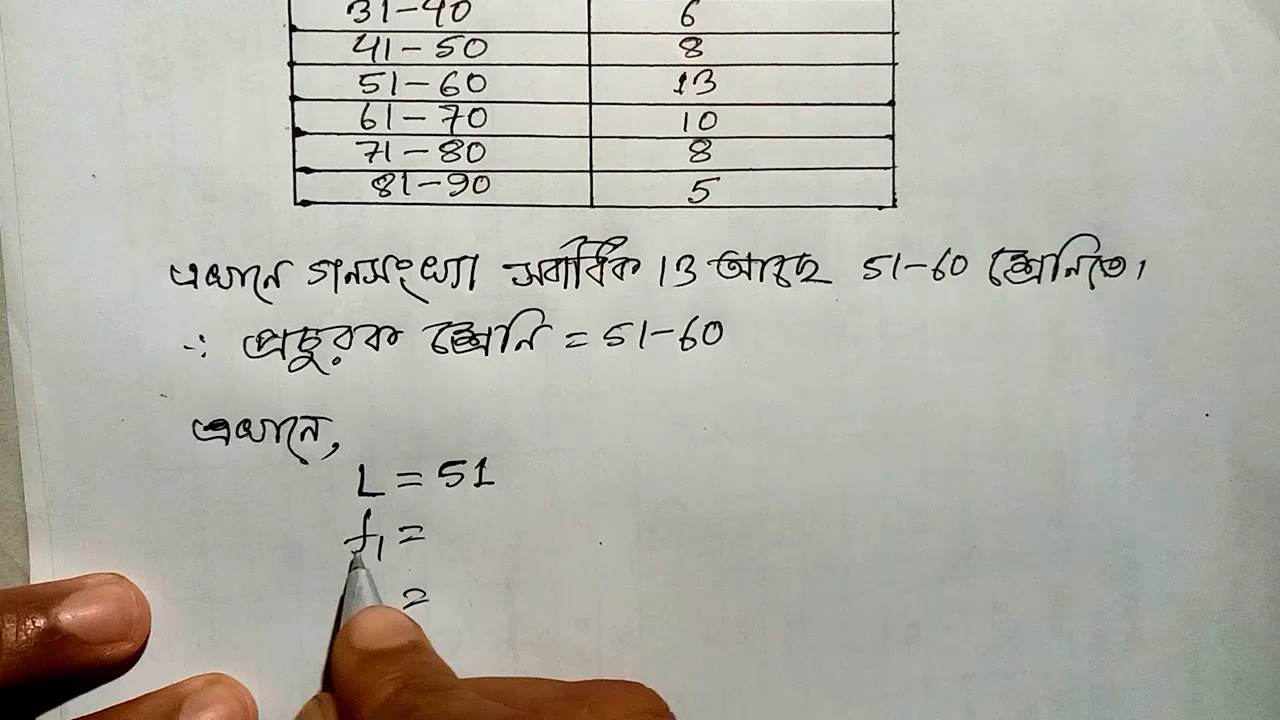 31-40 6
41-50 8
51-60 13
61-70 10
71-80 8
81-90 5
এখানে গনসংখ্যা সর্বাধিক 13 আছে 51-60 শ্রেনিতে।
∴ প্রচুরক শ্রেনি = 51-60
এখানে,
L = 51
f₁ =
=